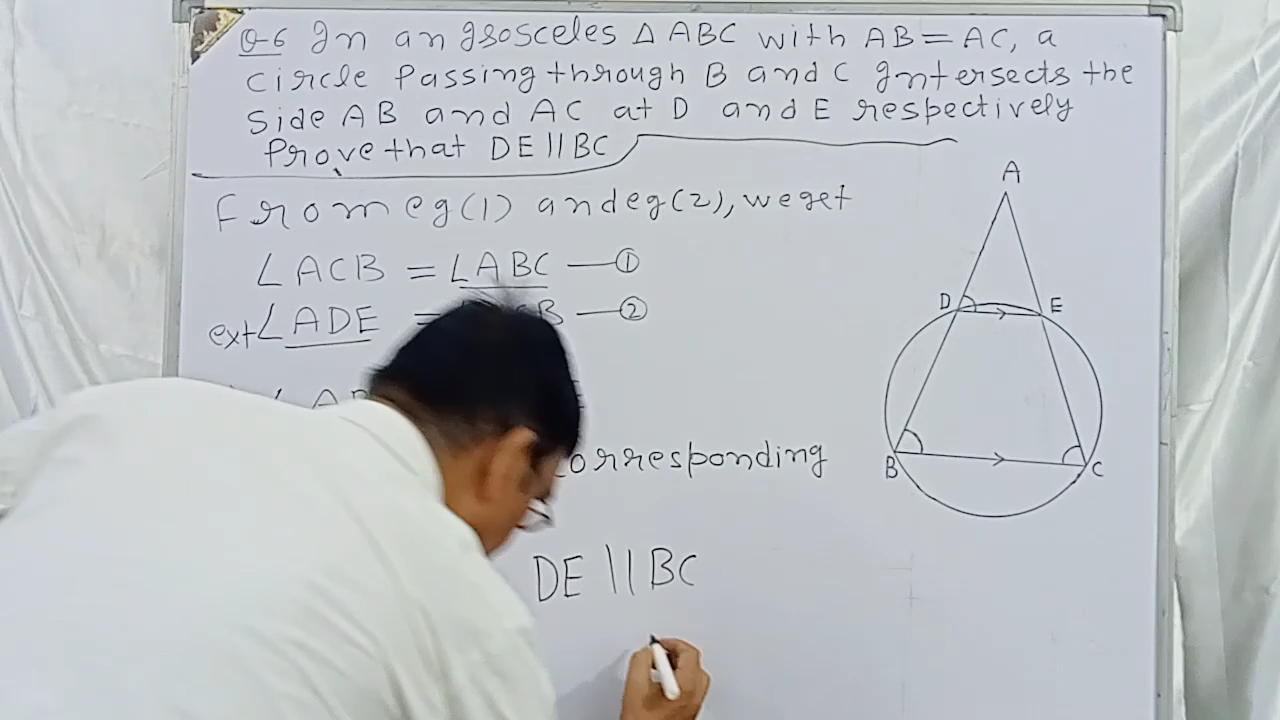 Q-6 In an Isosceles Δ ABC with AB = AC, a
circle Passing through B and C Intersects the
side AB and AC at D and E respectively
Prove that DE || BC
From eq(1) and eq(2), we get
∠ACB = ∠ABC —①
ext ∠ADE = B —②
∠
corresponding
DE || BC
A
D E
B C